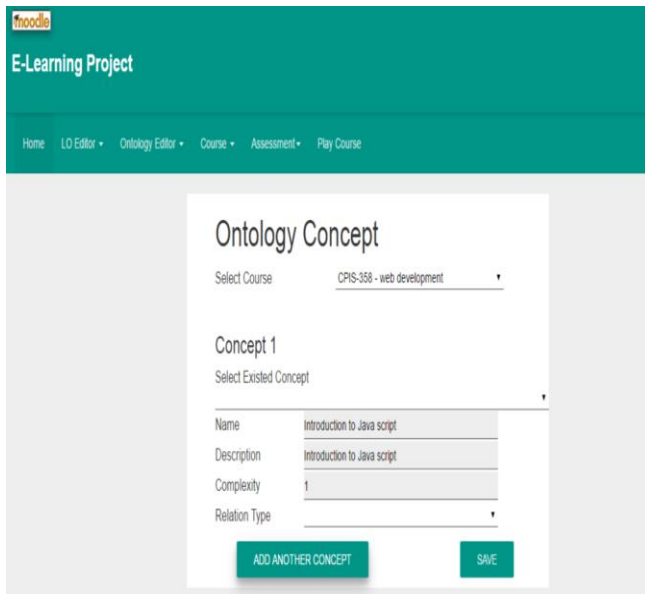 moodle
E-Learning Project
Home LO Editor Ontology Editor Course Assessment Play Course
Ontology Concept
Select Course CPIS-358 - web development
Concept 1
Select Existed Concept
Name Introduction to Java script
Description Introduction to Java script
Complexity 1
Relation Type
ADD ANOTHER CONCEPT SAVE